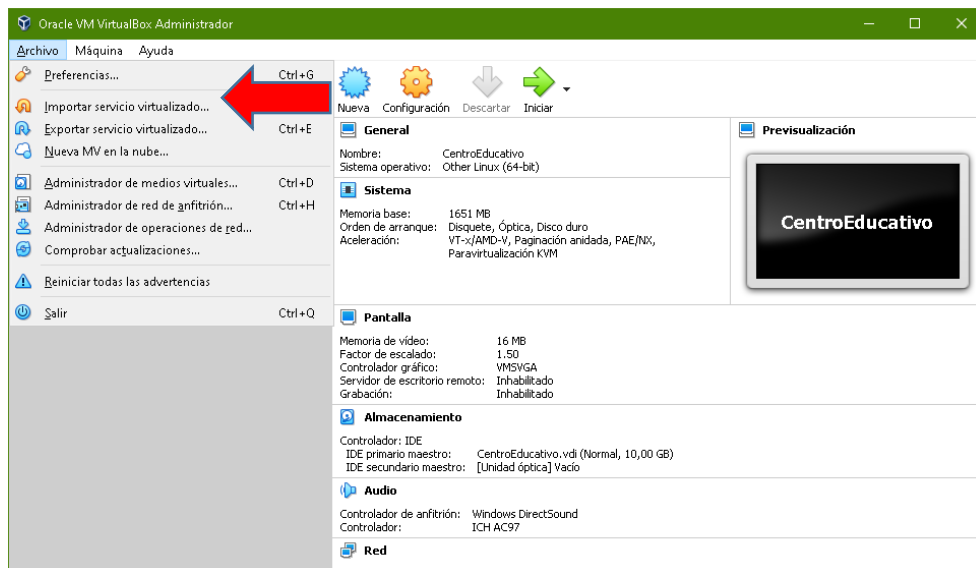 Oracle VM VirtualBox Administrador
Archivo Máquina Ayuda
Preferencias... Ctrl+G
Importar servicio virtualizado...
Exportar servicio virtualizado... Ctrl+E
Nueva MV en la nube...
Administrador de medios virtuales... Ctrl+D
Administrador de red de anfitrión... Ctrl+H
Administrador de operaciones de red...
Comprobar actualizaciones...
Reiniciar todas las advertencias
Salir Ctrl+Q
Nueva Configuración Descartar Iniciar
General
Nombre: CentroEducativo
Sistema operativo: Other Linux (64-bit)
Sistema
Memoria base: 1651 MB
Orden de arranque: Disquete, Óptica, Disco duro
Aceleración: VT-x/AMD-V, Paginación anidada, PAE/NX,
Paravirtualización KVM
Previsualización
CentroEducativo
Pantalla
Memoria de vídeo: 16 MB
Factor de escalado: 1.50
Controlador gráfico: VMSVGA
Servidor de escritorio remoto: Inhabilitado
Grabación: Inhabilitado
Almacenamiento
Controlador: IDE
IDE primario maestro: CentroEducativo.vdi (Normal, 10,00 GB)
IDE secundario maestro: [Unidad óptica] Vacío
Audio
Controlador de anfitrión: Windows DirectSound
Controlador: ICH AC97
Red